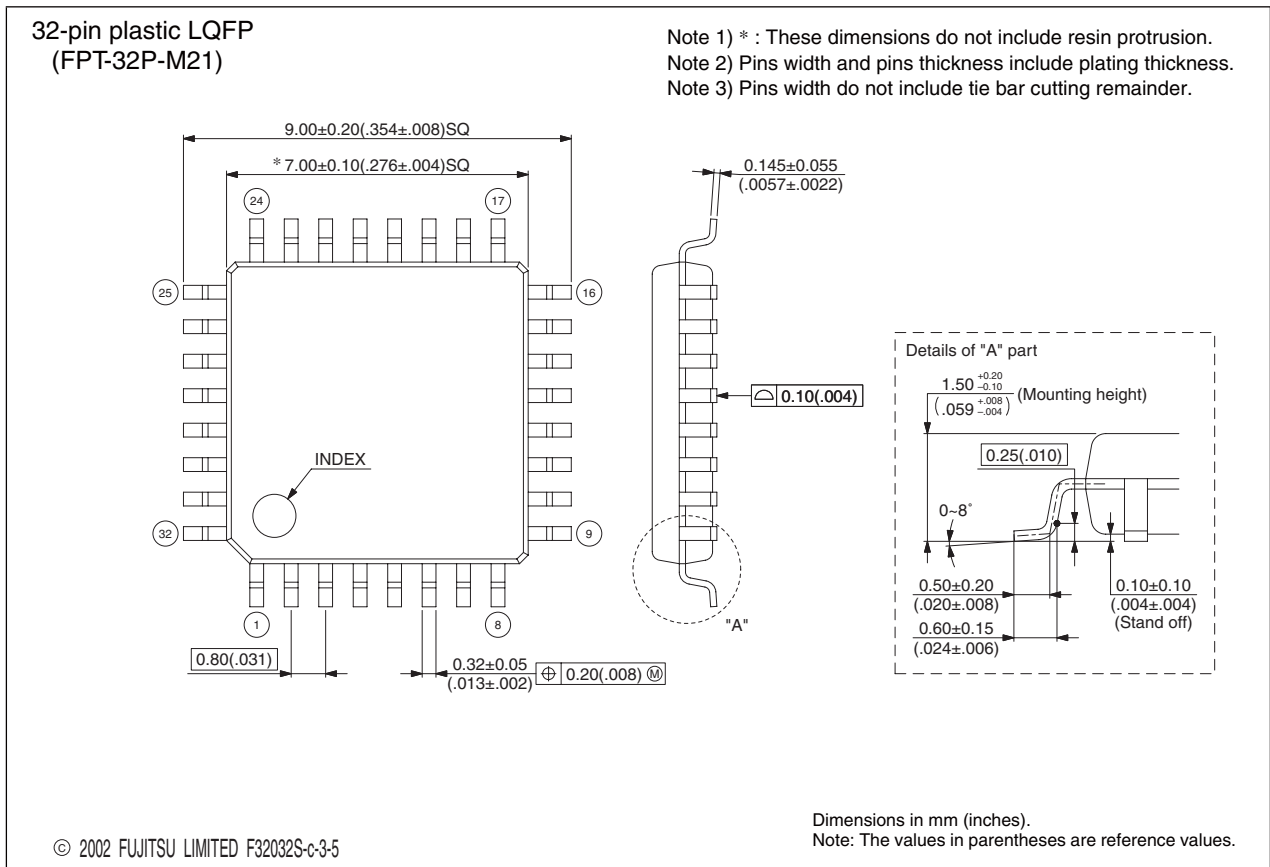 32-pin plastic LQFP
(FPT-32P-M21)
Note 1) * : These dimensions do not include resin protrusion.
Note 2) Pins width and pins thickness include plating thickness.
Note 3) Pins width do not include tie bar cutting remainder.
9.00±0.20(.354±.008)SQ
* 7.00±0.10(.276±.004)SQ
0.145±0.055
(.0057±.0022)
24
17
25
16
Details of "A" part
1.50 +0.20 –0.10 (Mounting height)
(.059 +.008 –.004)
0.10(.004)
0.25(.010)
INDEX
0~8°
32
9
0.50±0.20
(.020±.008)
0.60±0.15
(.024±.006)
0.10±0.10
(.004±.004)
(Stand off)
1
8
"A"
0.80(.031)
0.32±0.05
(.013±.002)
⌖ 0.20(.008) Ⓜ
© 2002 FUJITSU LIMITED F32032S-c-3-5
Dimensions in mm (inches).
Note: The values in parentheses are reference values.